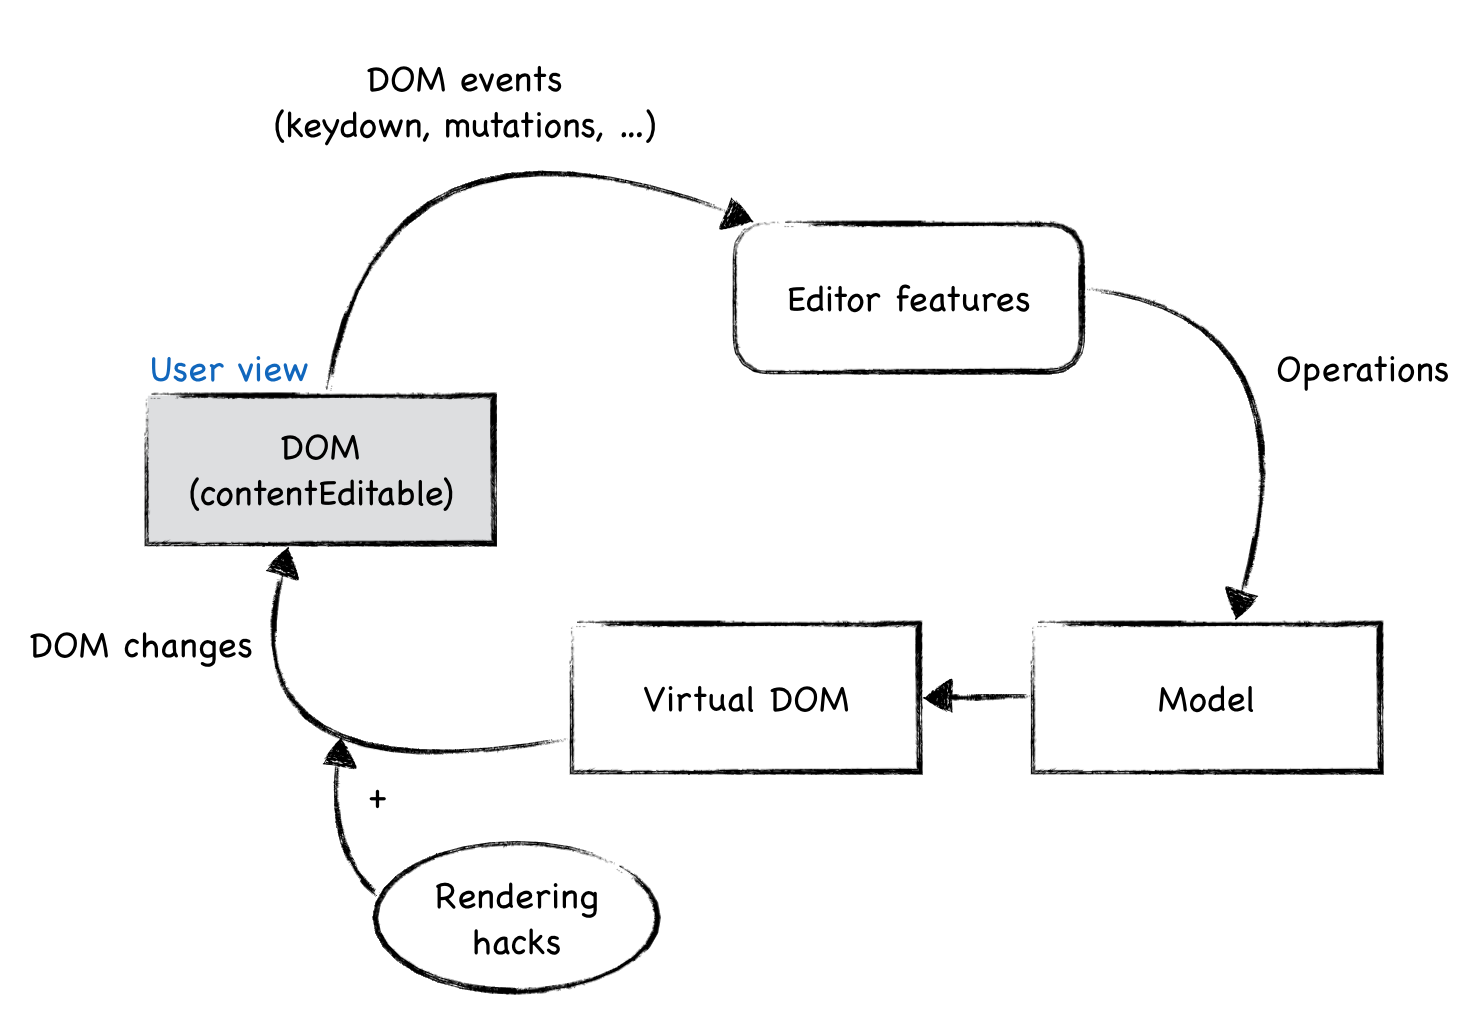 DOM events
(keydown, mutations, ...)
Editor features
User view
Operations
DOM
(contentEditable)
DOM changes
Virtual DOM
Model
+
Rendering
hacks